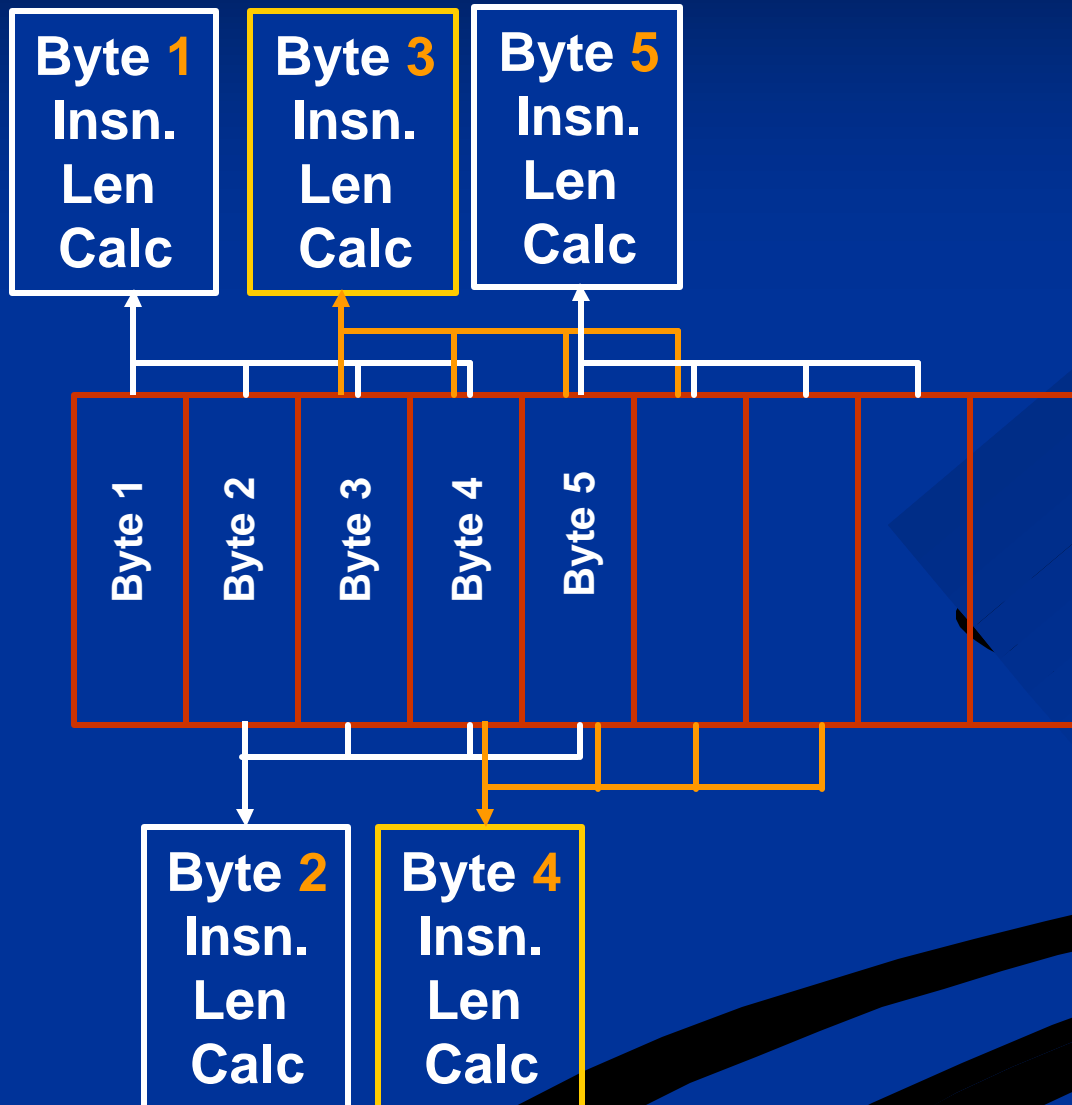 Byte 1
Insn.
Len
Calc
Byte 3
Insn.
Len
Calc
Byte 5
Insn.
Len
Calc
Byte 1
Byte 2
Byte 3
Byte 4
Byte 5
Byte 2
Insn.
Len
Calc
Byte 4
Insn.
Len
Calc